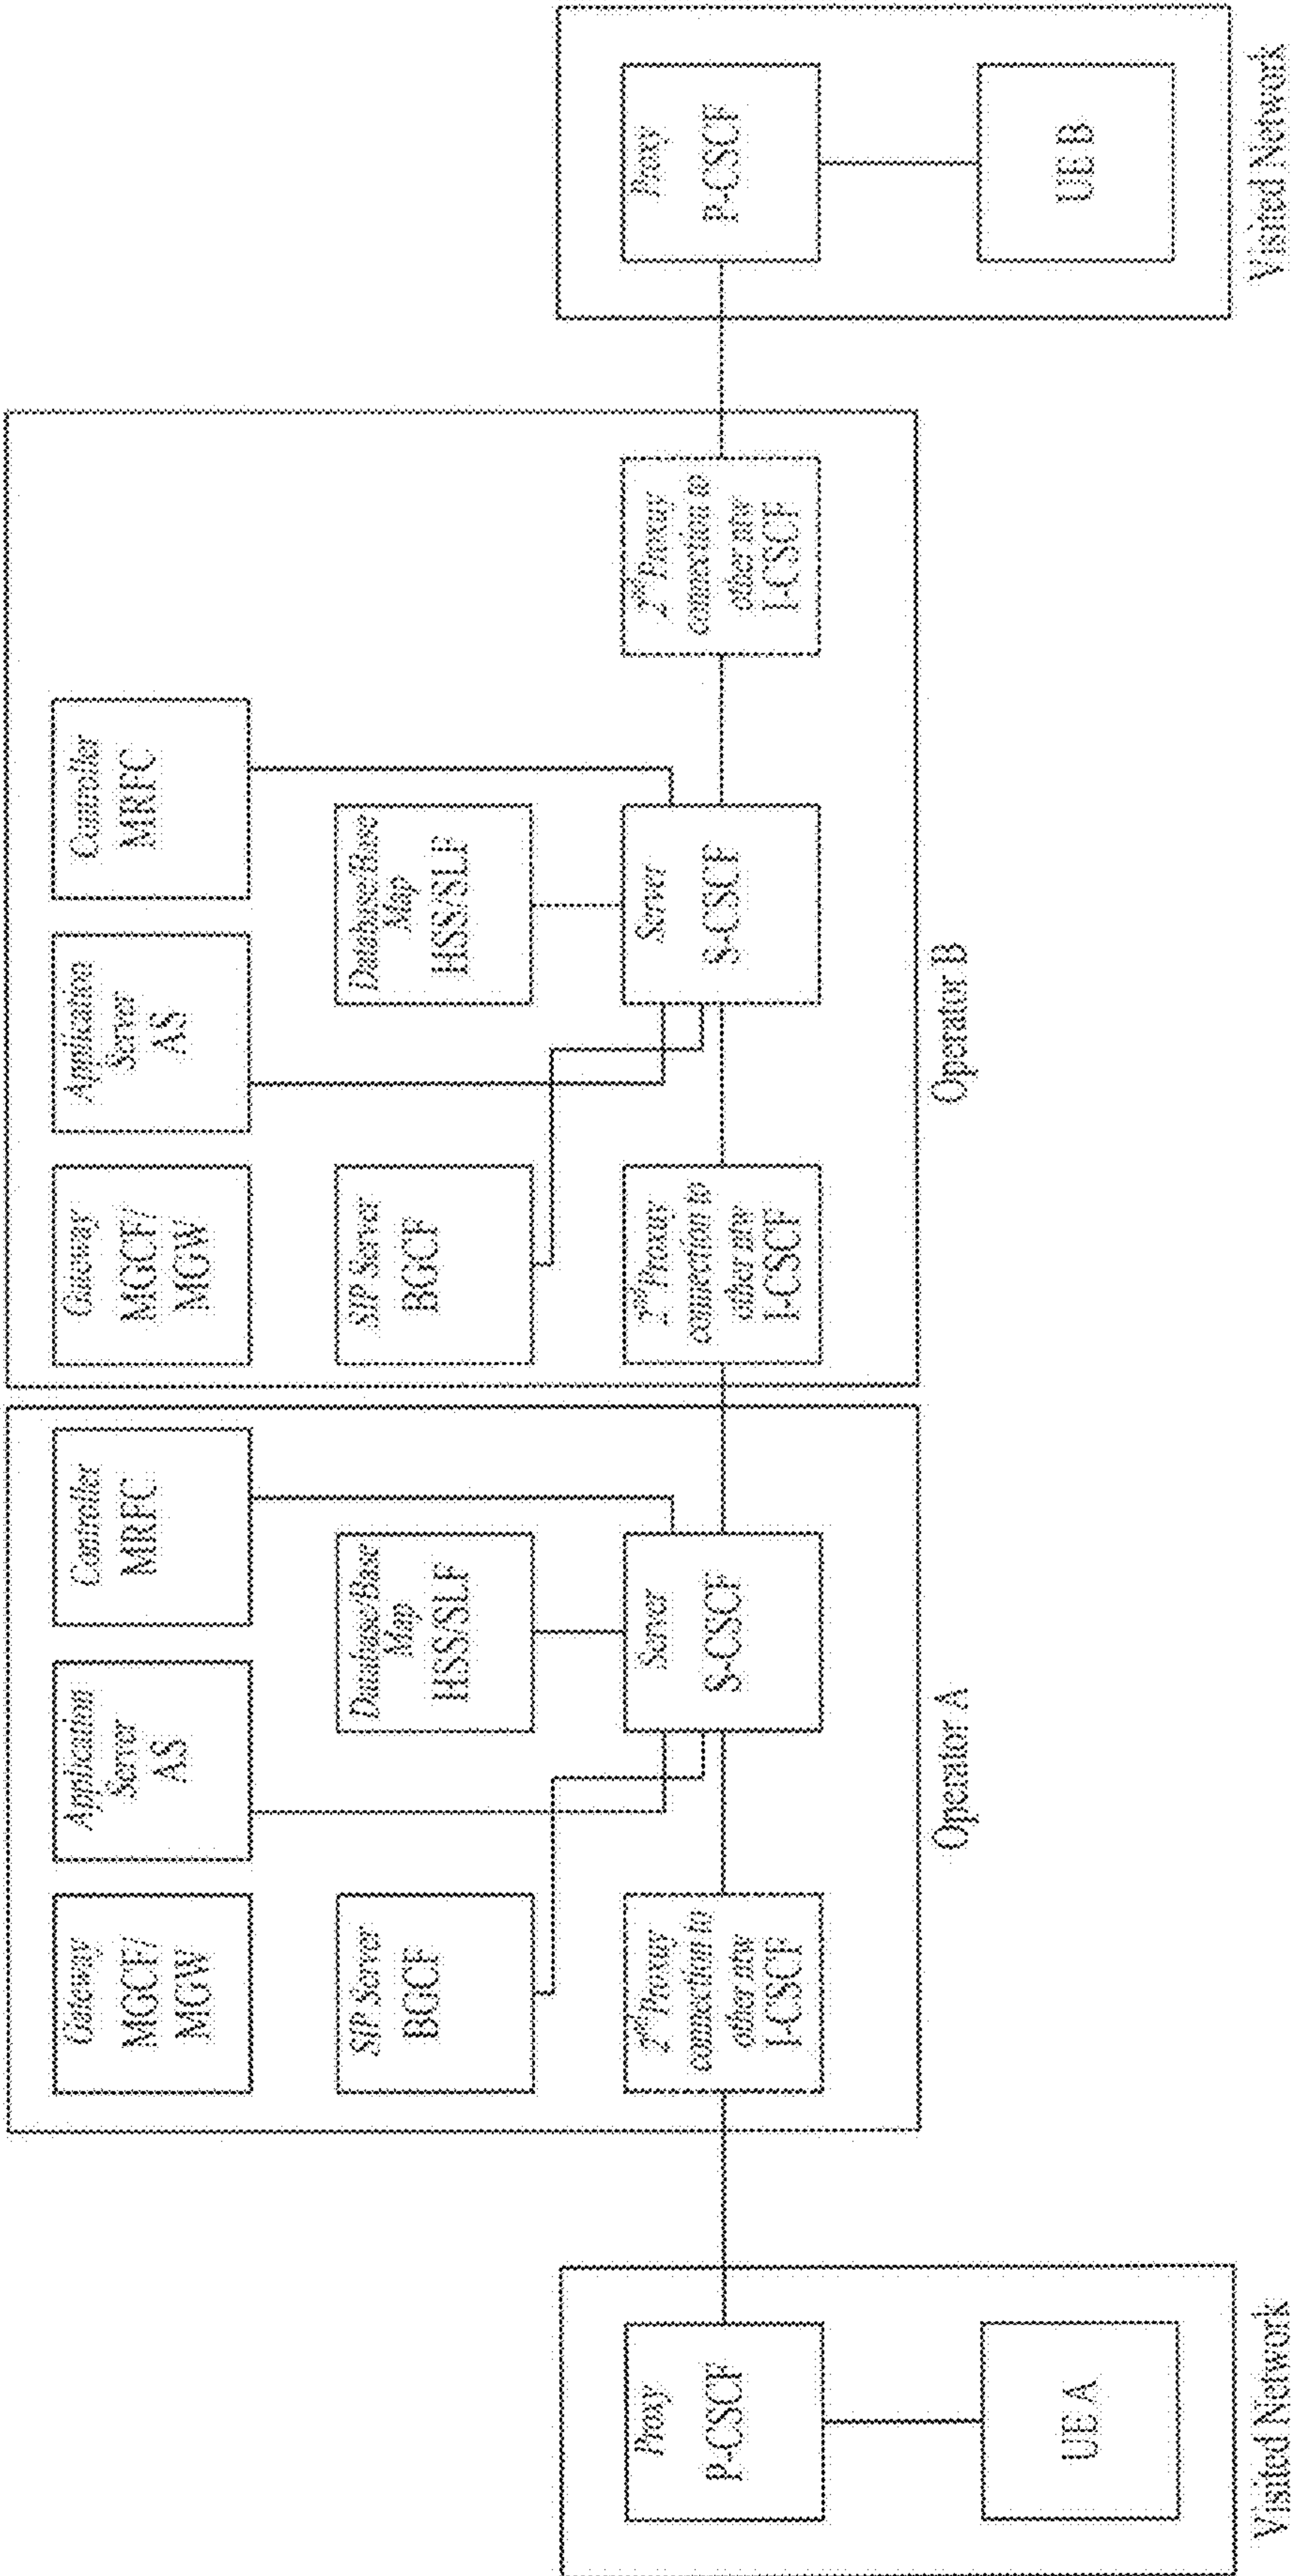 Proxy
P-CSCF
UE A
Visited Network
Gateway
MGCF/
MGW
Application
Server
AS
Controller
MRFC
SIP Server
BGCF
Database/Base
Map
HSS/SLF
2nd Proxy
connection to
other ntw
I-CSCF
Server
S-CSCF
Operator A
Gateway
MGCF/
MGW
Application
Server
AS
Controller
MRFC
SIP Server
BGCF
Database/Base
Map
HSS/SLF
2nd Proxy
connection to
other ntw
I-CSCF
Server
S-CSCF
2nd Proxy
connection to
other ntw
I-CSCF
Operator B
Proxy
P-CSCF
UE B
Visited Network